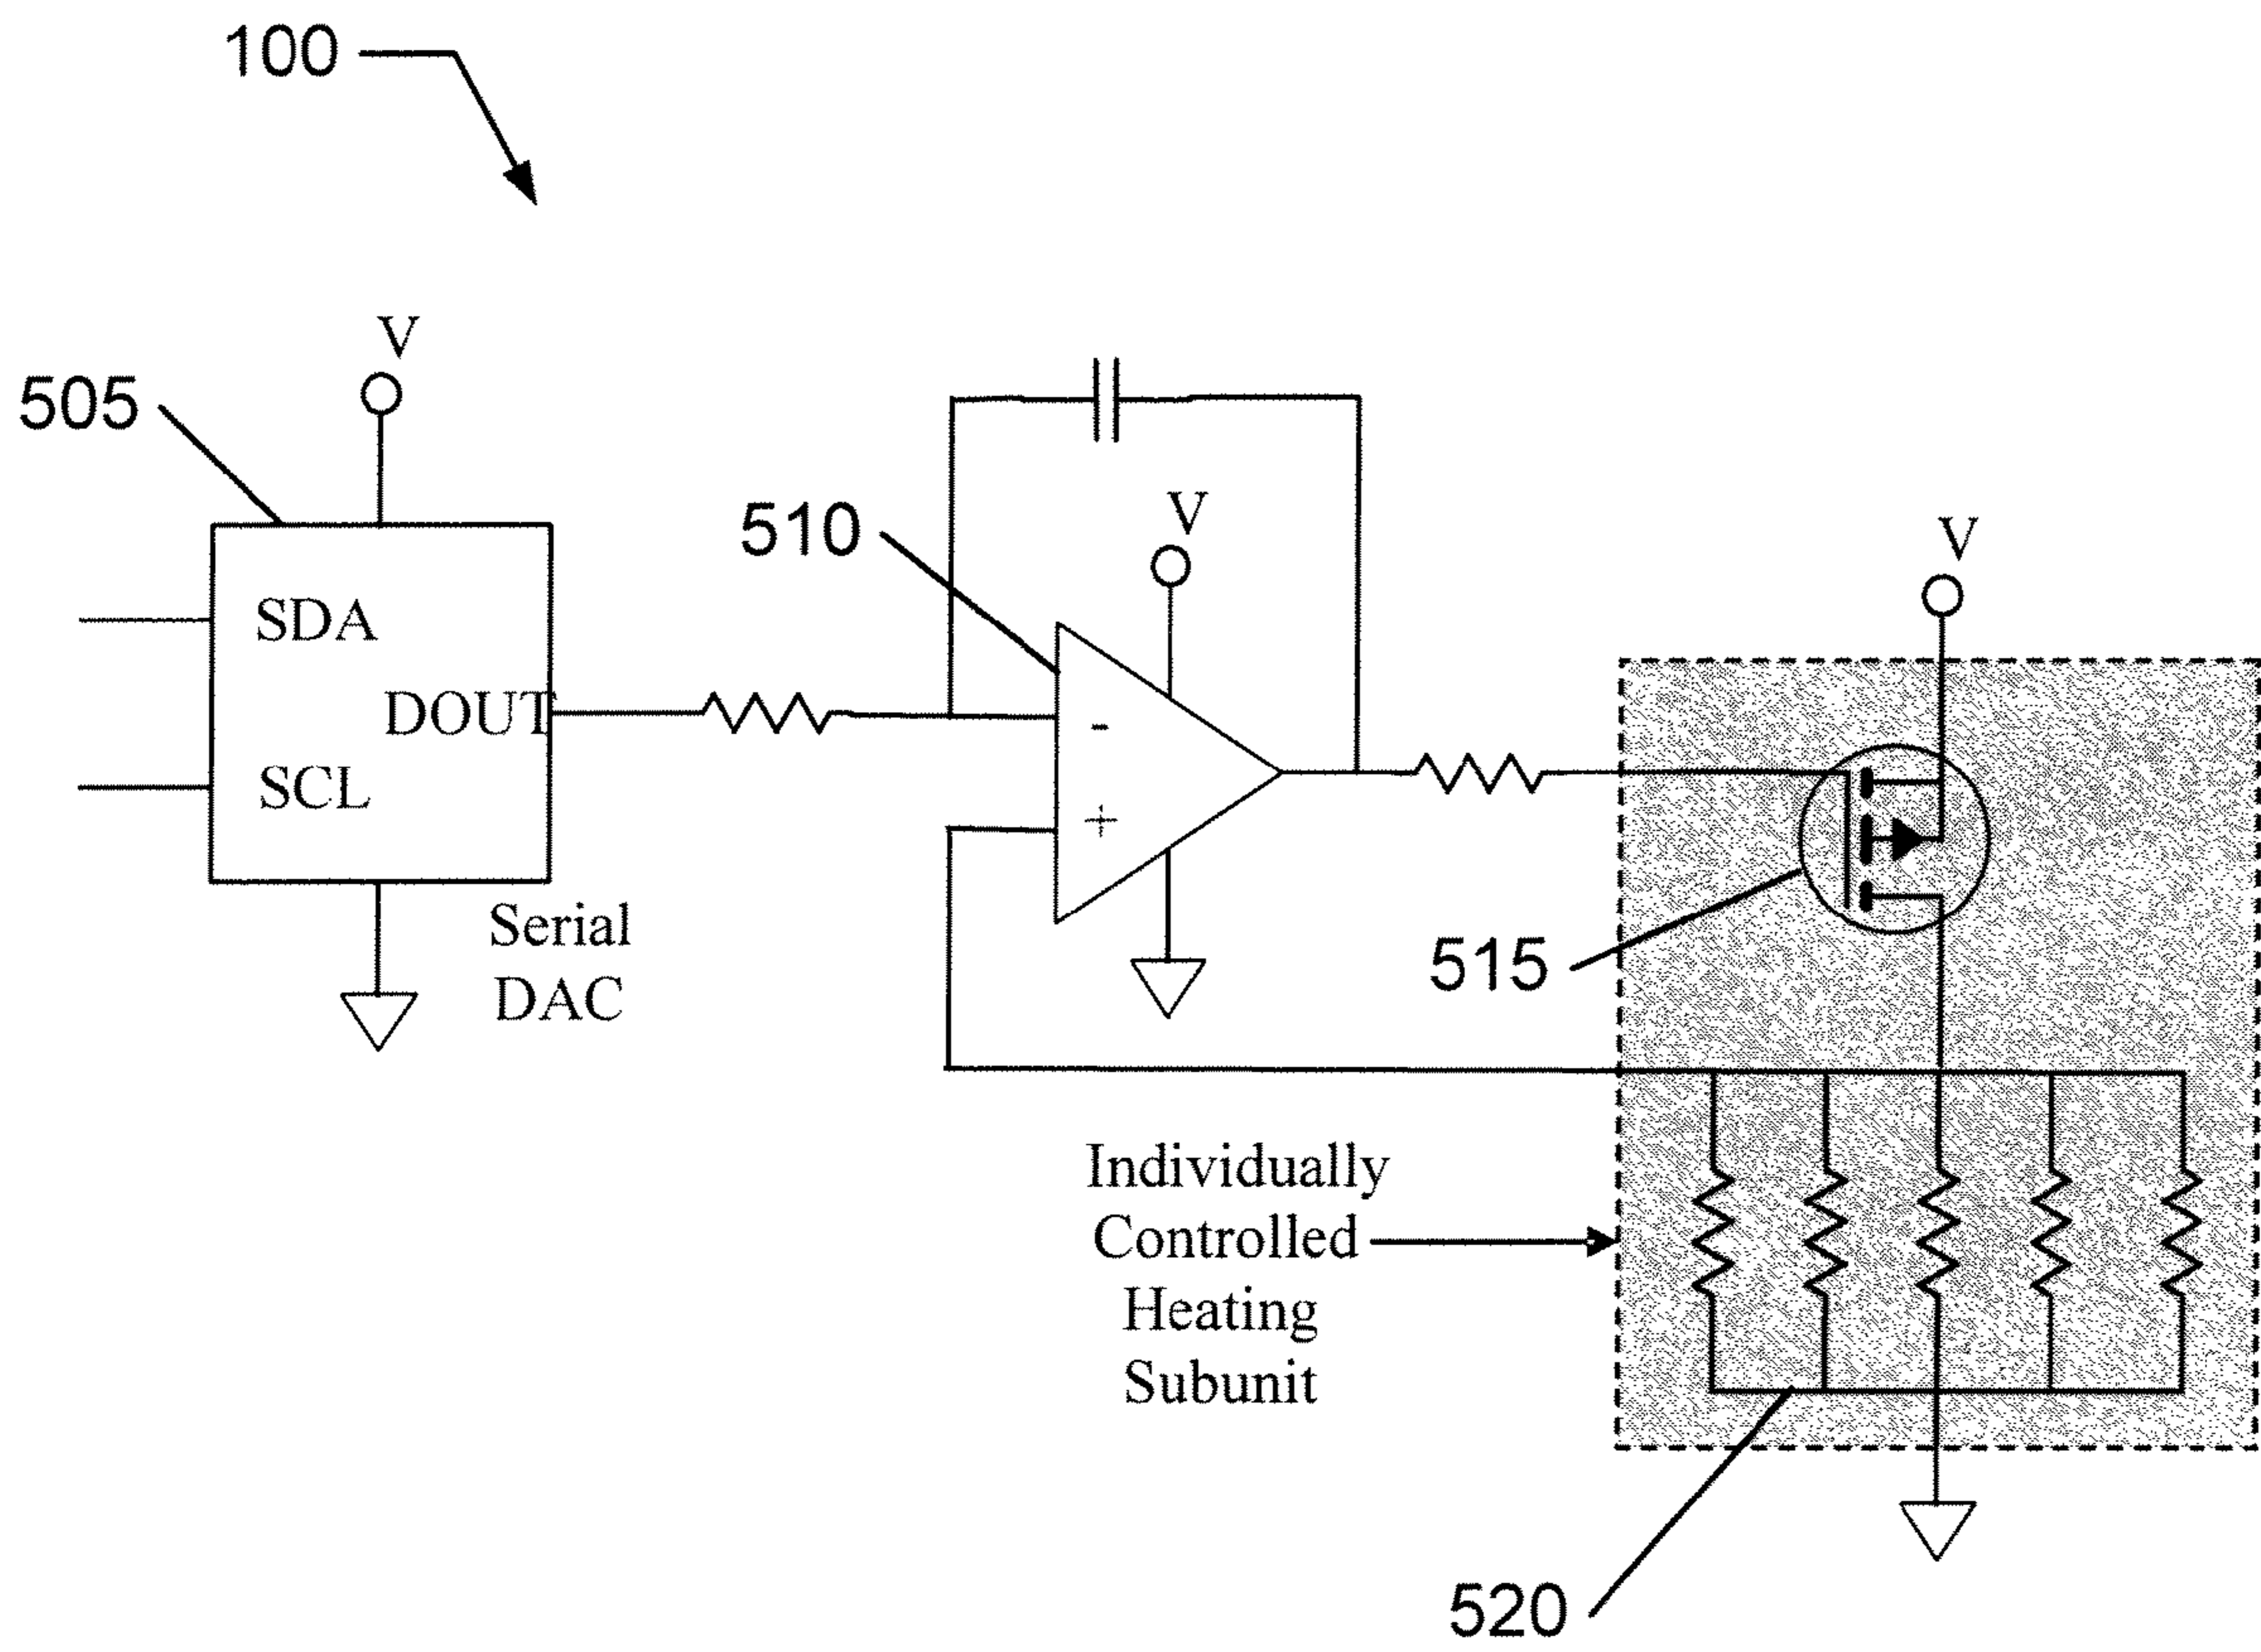 100
V
505
SDA
DOUT
SCL
Serial
DAC
510
V
-
+
V
515
Individually
Controlled
Heating
Subunit
520